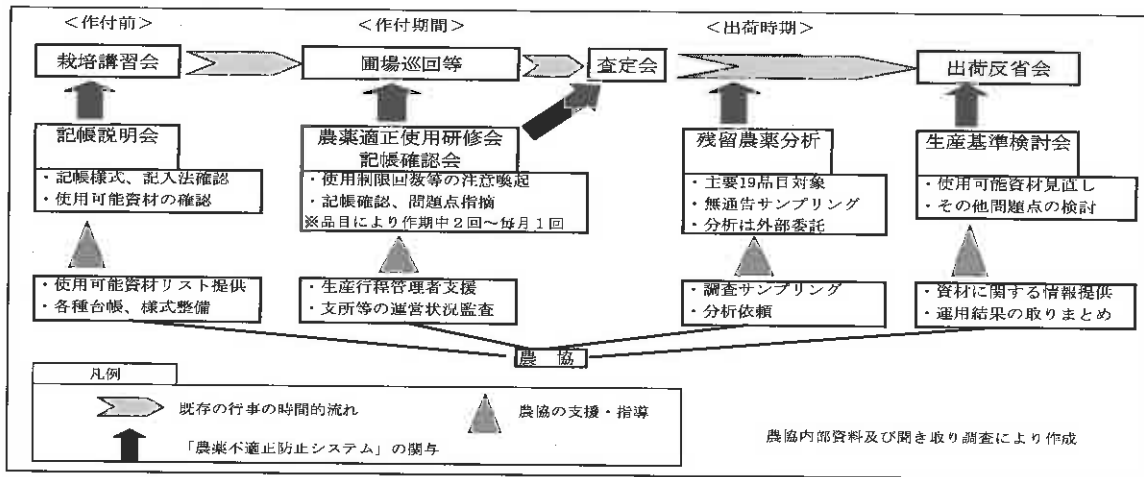 ＜作付前＞
＜作付期間＞
＜出荷時期＞
栽培講習会
圃場巡回等
査定会
出荷反省会
記帳説明会
・記帳様式、記入法確認
・使用可能資材の確認
農薬適正使用研修会
記帳確認会
・使用制限回数等の注意喚起
・記帳確認、問題点指摘
※品目により作期中2回～毎月1回
残留農薬分析
・主要19品目対象
・無通告サンプリング
・分析は外部委託
生産基準検討会
・使用可能資材見直し
・その他問題点の検討
・使用可能資材リスト提供
・各種台帳、様式整備
・生産行程管理者支援
・支所等の運営状況監査
・調査サンプリング
・分析依頼
・資材に関する情報提供
・運用結果の取りまとめ
農 協
凡例
既存の行事の時間的流れ
農協の支援・指導
「農薬不適正防止システム」の関与
農協内部資料及び聞き取り調査により作成